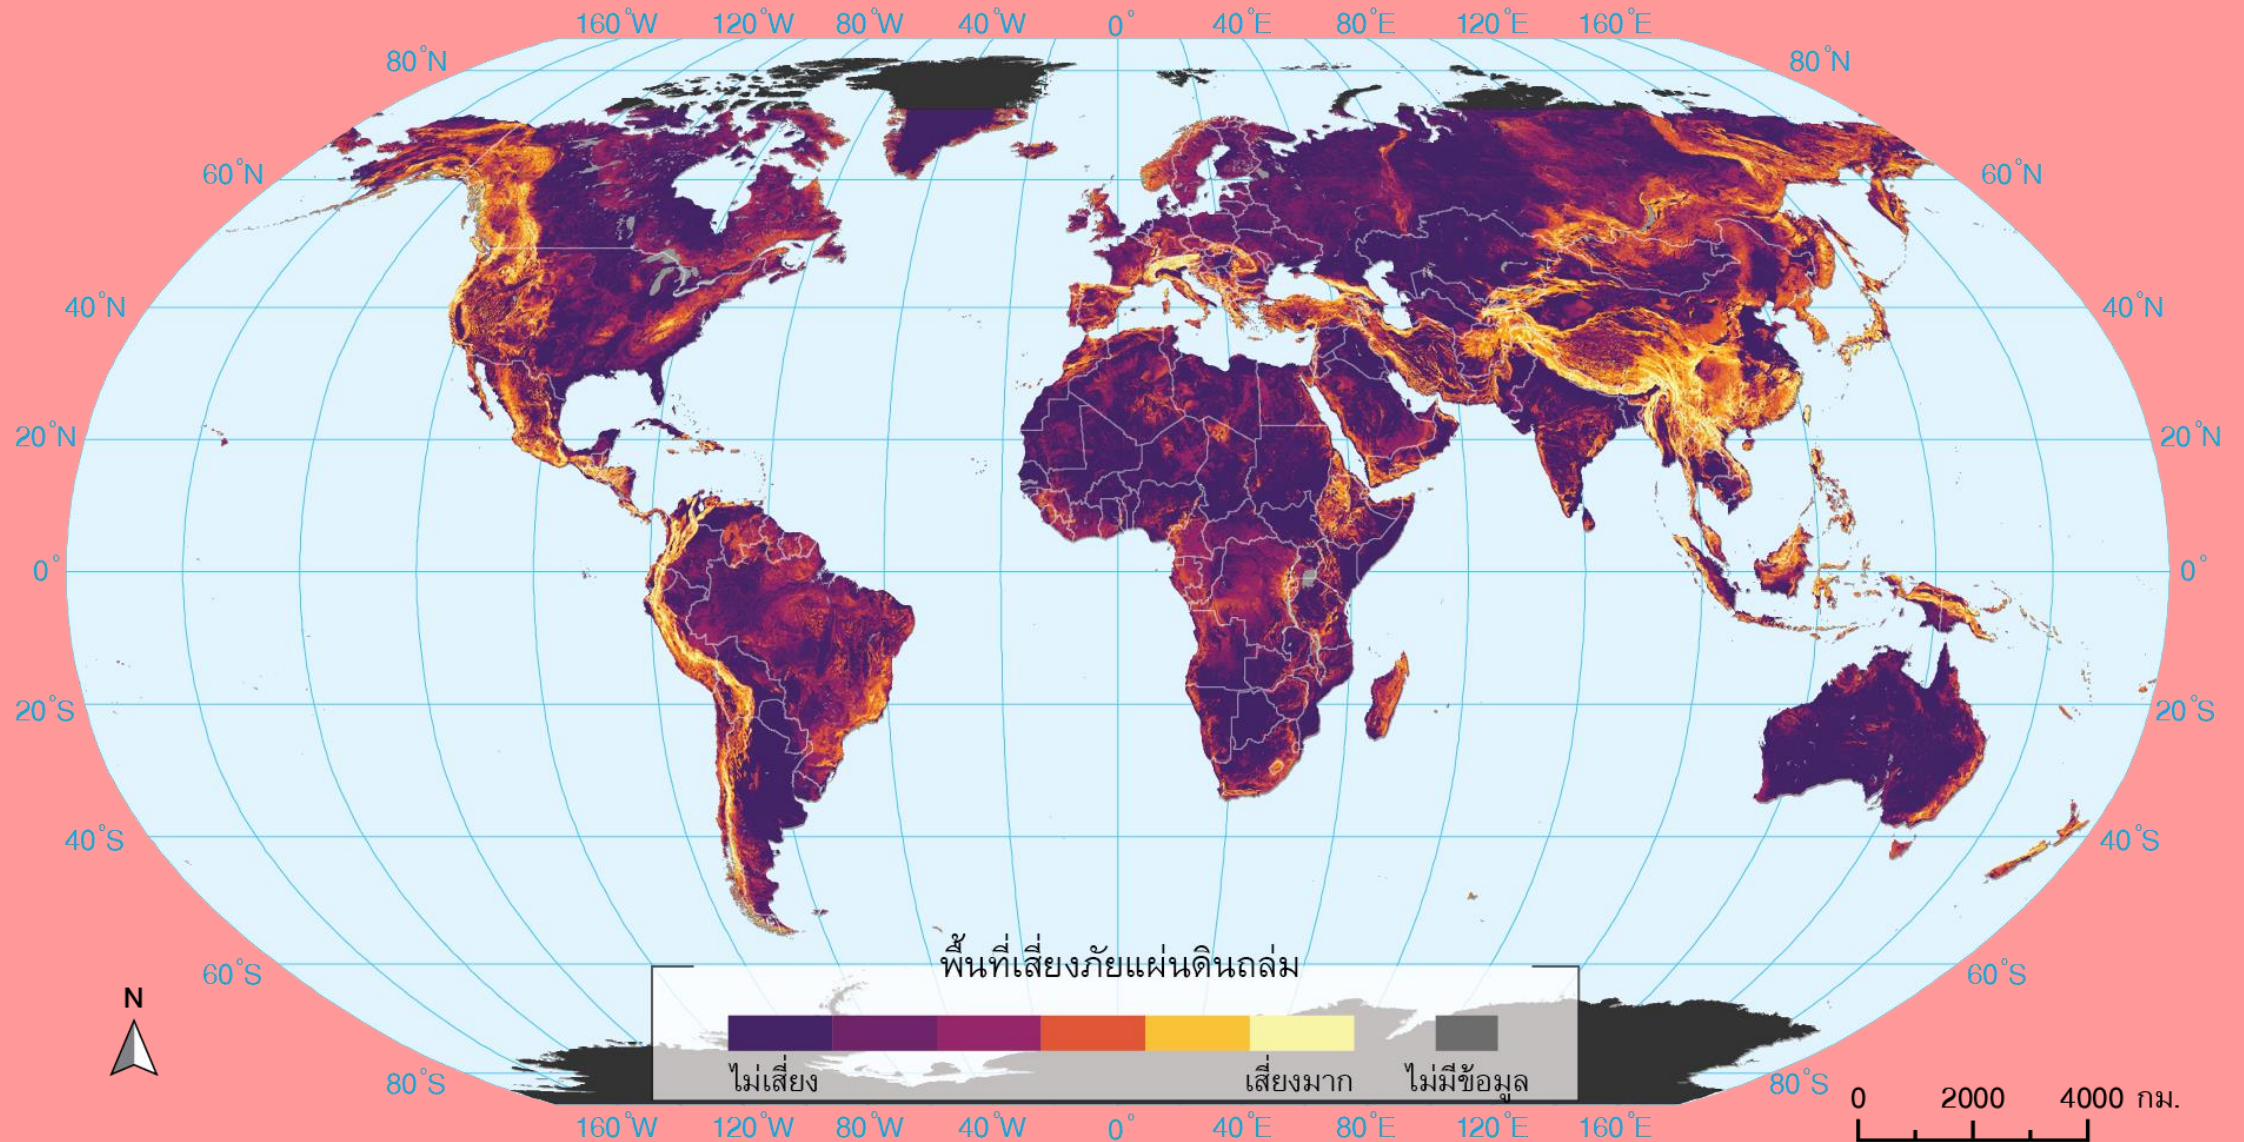 160°W 120°W 80°W 40°W 0° 40°E 80°E 120°E 160°E
80°N 80°N
60°N 60°N
40°N 40°N
20°N 20°N
0° 0°
20°S 20°S
40°S 40°S
พื้นที่เสี่ยงภัยแผ่นดินถล่ม
60°S 60°S
N
ไม่เสี่ยง เสี่ยงมาก ไม่มีข้อมูล
80°S 80°S
0 2000 4000 กม.
160°W 120°W 80°W 40°W 0° 40°E 80°E 120°E 160°E